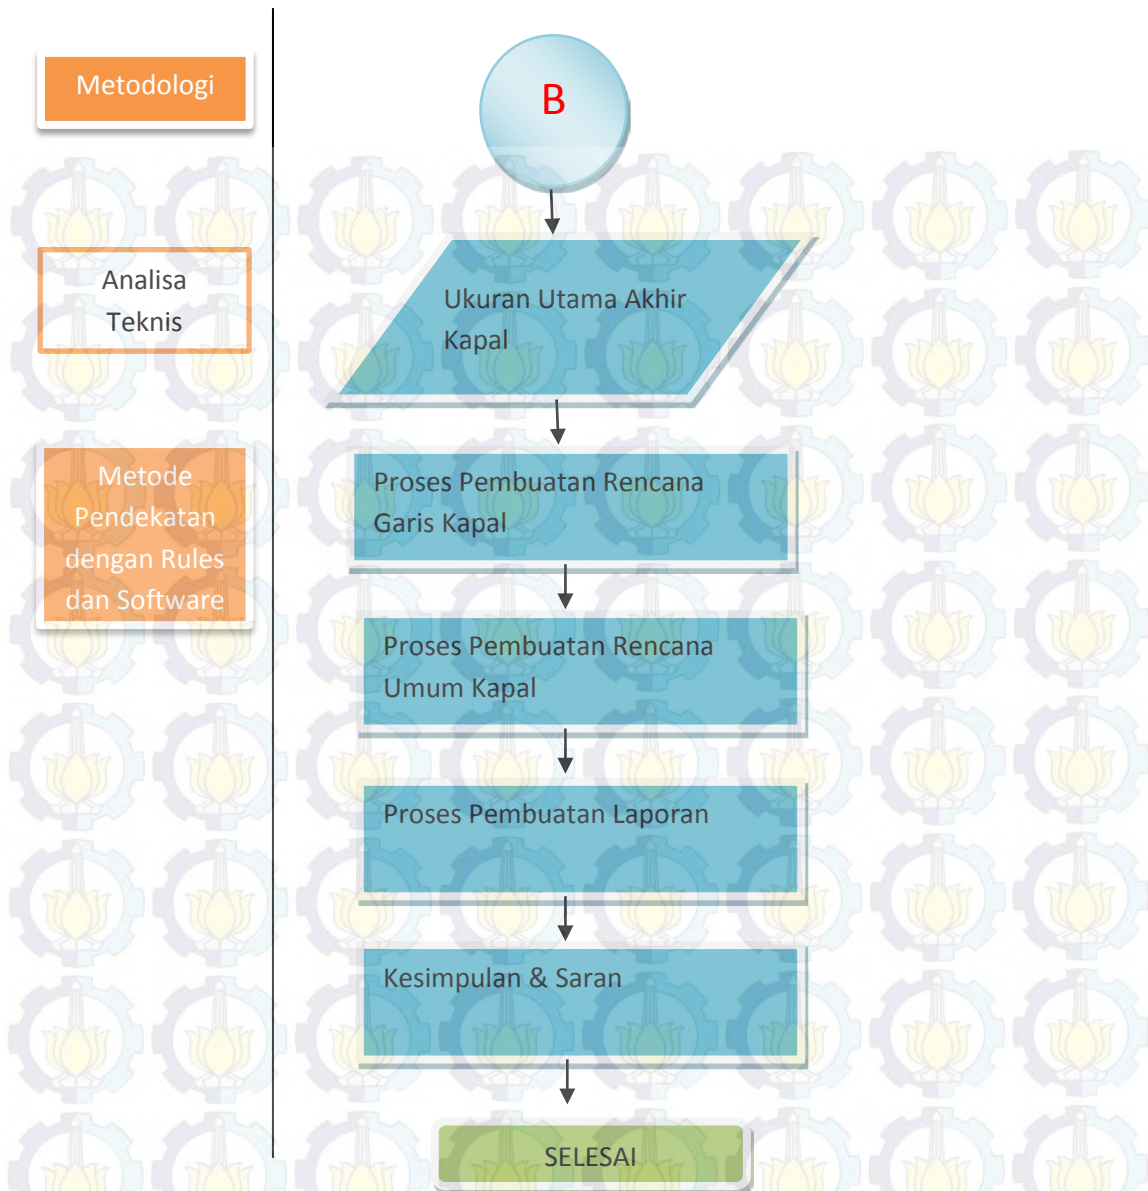 Metodologi
Analisa
Teknis
Metode
Pendekatan
dengan Rules
dan Software
B
Ukuran Utama Akhir
Kapal
Proses Pembuatan Rencana
Garis Kapal
Proses Pembuatan Rencana
Umum Kapal
Proses Pembuatan Laporan
Kesimpulan & Saran
SELESAI